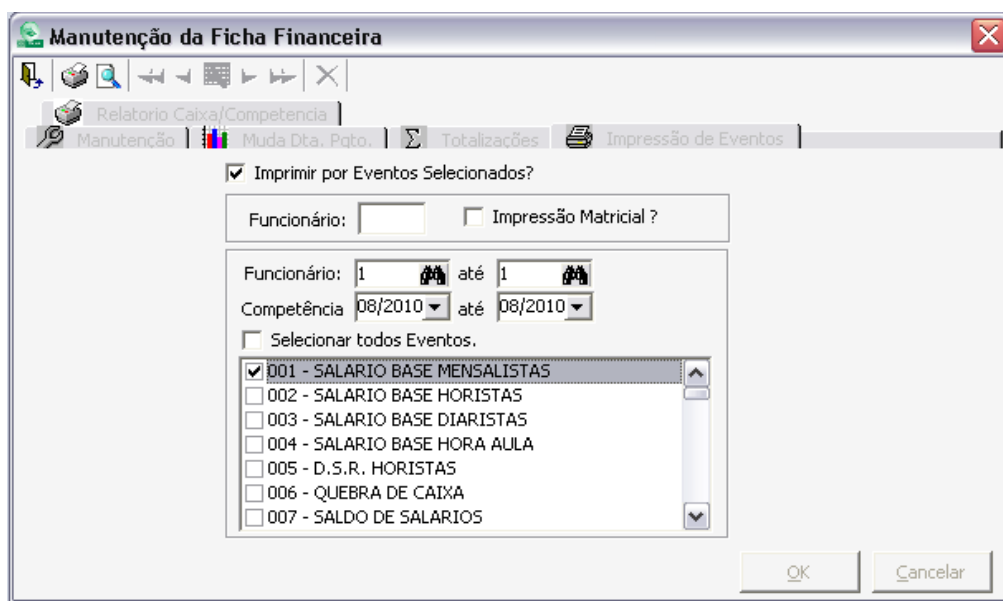 Manutenção da Ficha Financeira
Relatorio Caixa/Competencia
Manutenção Muda Dta. Pgto. Σ Totalizações Impressão de Eventos
Imprimir por Eventos Selecionados?
Funcionário: Impressão Matricial ?
Funcionário: 1 até 1
Competência 08/2010 até 08/2010
Selecionar todos Eventos.
001 - SALARIO BASE MENSALISTAS
002 - SALARIO BASE HORISTAS
003 - SALARIO BASE DIARISTAS
004 - SALARIO BASE HORA AULA
005 - D.S.R. HORISTAS
006 - QUEBRA DE CAIXA
007 - SALDO DE SALARIOS
OK Cancelar